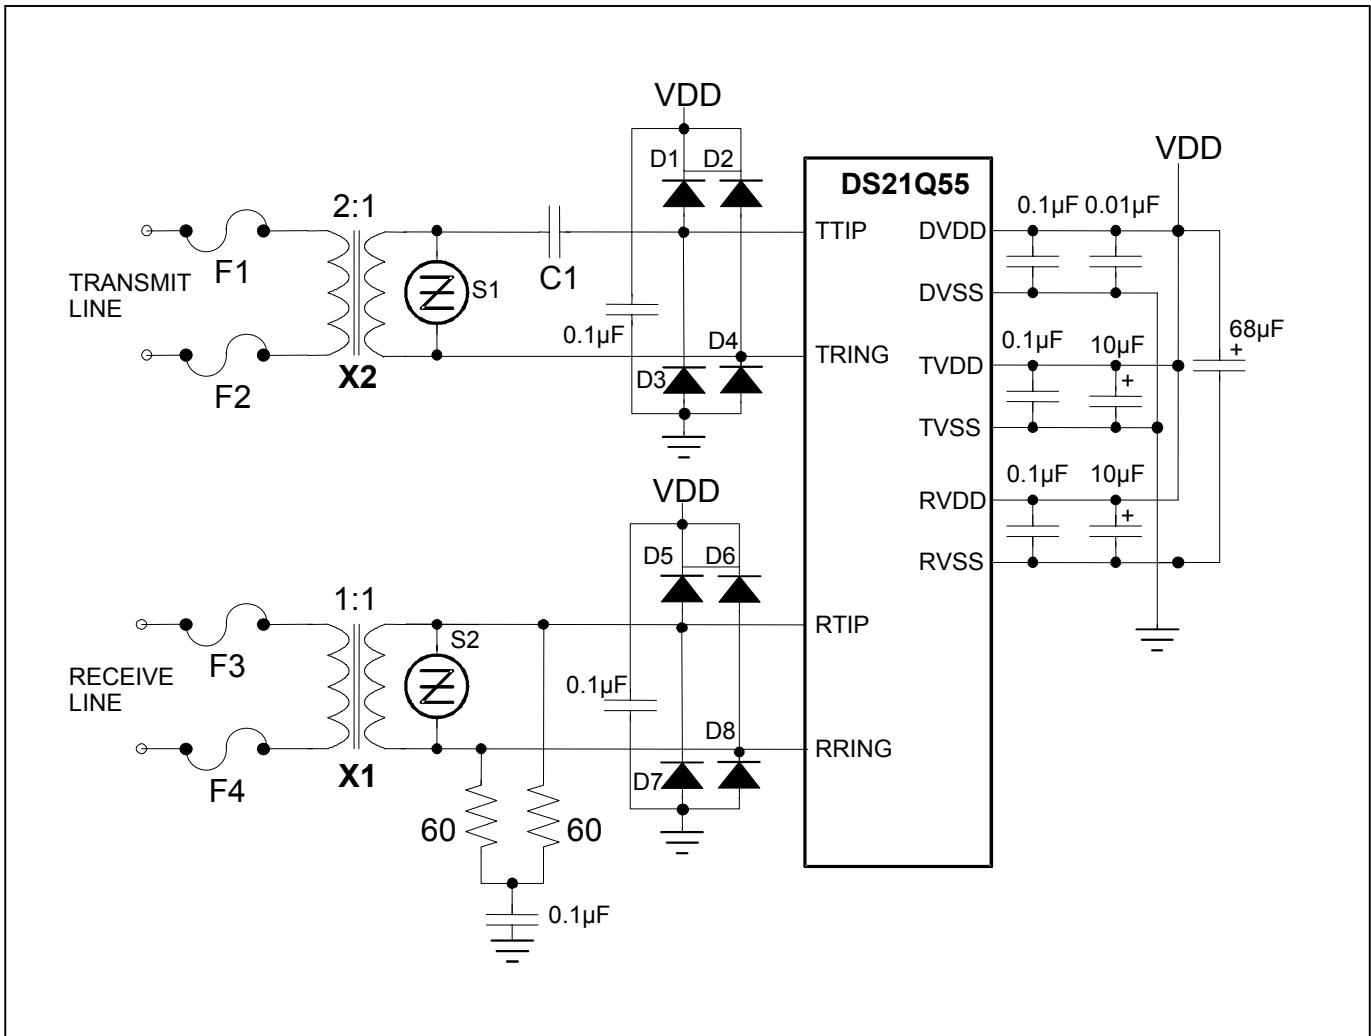 VDD
D1 D2
DS21Q55
VDD
2:1
0.1µF 0.01µF
TTIP DVDD
F1
TRANSMIT
LINE
C1
S1
DVSS
0.1µF
D4
68µF
+
0.1µF 10µF
TRING TVDD
F2
X2
D3
+
TVSS
VDD
0.1µF 10µF
RVDD
+
D5 D6
RVSS
1:1
RTIP
F3
S2
RECEIVE
LINE
0.1µF
D8
RRING
F4
X1
D7
60 60
0.1µF